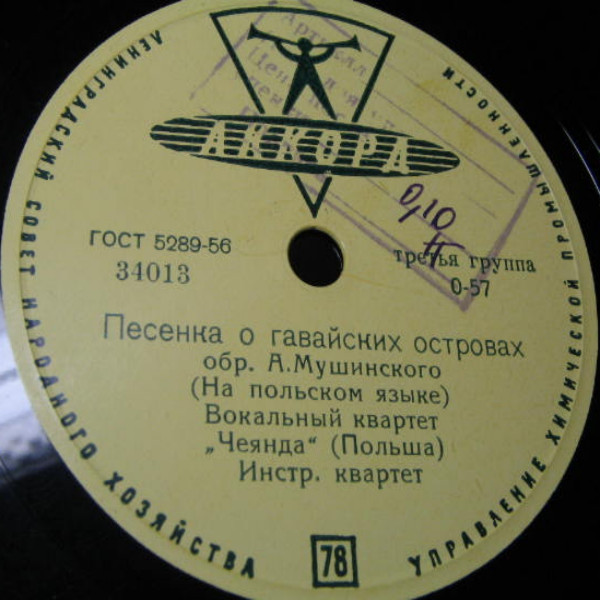 ЛЕНИНГРАДСКИЙ СОВЕТ НАРОДНОГО ХОЗЯЙСТВА
УПРАВЛЕНИЕ ХИМИЧЕСКОЙ ПРОМЫШЛЕННОСТИ
АККОРД
0,10
ГОСТ 5289-56
34013
третья группа
0-57
Песенка о гавайских островах
обр. А.Мушинского
(На польском языке)
Вокальный квартет
„Чеянда“ (Польша)
Инстр. квартет
78